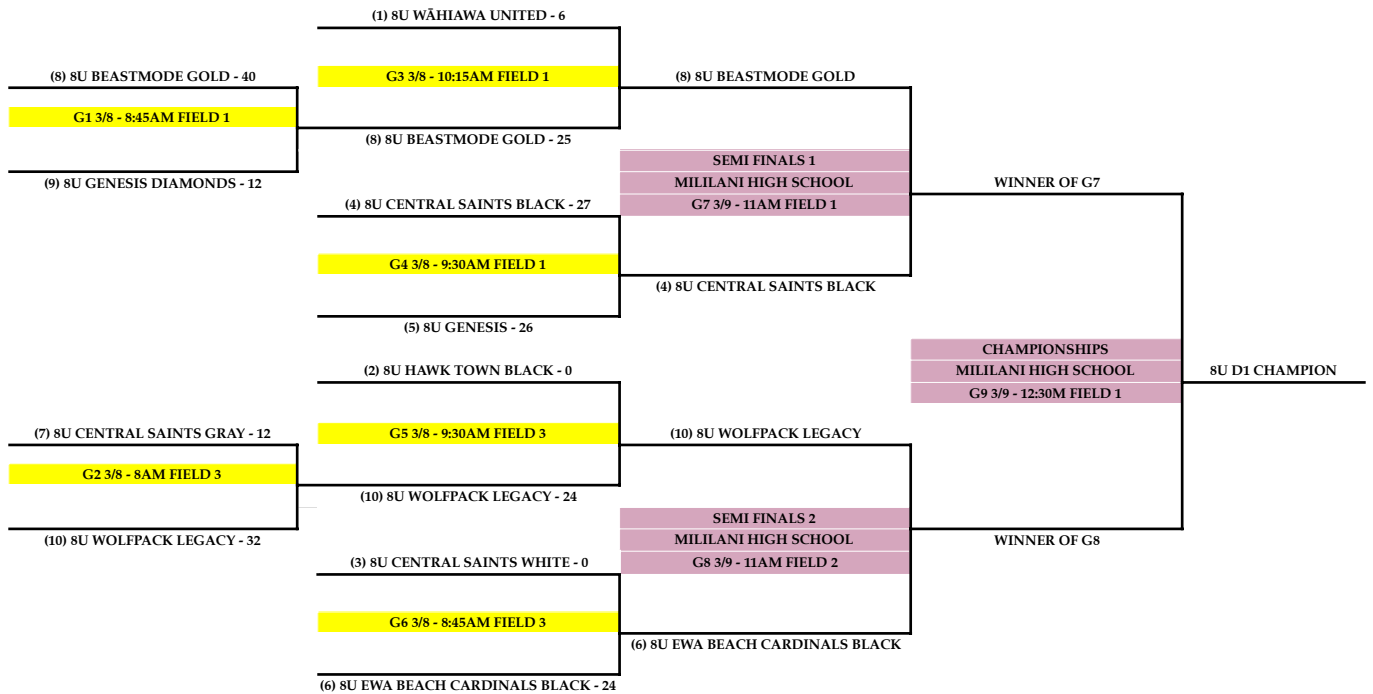 (1) 8U WĀHIAWA UNITED - 6
(8) 8U BEASTMODE GOLD - 40
G3 3/8 - 10:15AM FIELD 1
(8) 8U BEASTMODE GOLD
G1 3/8 - 8:45AM FIELD 1
(8) 8U BEASTMODE GOLD - 25
SEMI FINALS 1
(9) 8U GENESIS DIAMONDS - 12
MILILANI HIGH SCHOOL
WINNER OF G7
(4) 8U CENTRAL SAINTS BLACK - 27
G7 3/9 - 11AM FIELD 1
G4 3/8 - 9:30AM FIELD 1
(4) 8U CENTRAL SAINTS BLACK
(5) 8U GENESIS - 26
CHAMPIONSHIPS
(2) 8U HAWK TOWN BLACK - 0
MILILANI HIGH SCHOOL
8U D1 CHAMPION
G9 3/9 - 12:30M FIELD 1
(7) 8U CENTRAL SAINTS GRAY - 12
G5 3/8 - 9:30AM FIELD 3
(10) 8U WOLFPACK LEGACY
G2 3/8 - 8AM FIELD 3
(10) 8U WOLFPACK LEGACY - 24
SEMI FINALS 2
(10) 8U WOLFPACK LEGACY - 32
MILILANI HIGH SCHOOL
WINNER OF G8
(3) 8U CENTRAL SAINTS WHITE - 0
G8 3/9 - 11AM FIELD 2
G6 3/8 - 8:45AM FIELD 3
(6) 8U EWA BEACH CARDINALS BLACK
(6) 8U EWA BEACH CARDINALS BLACK - 24